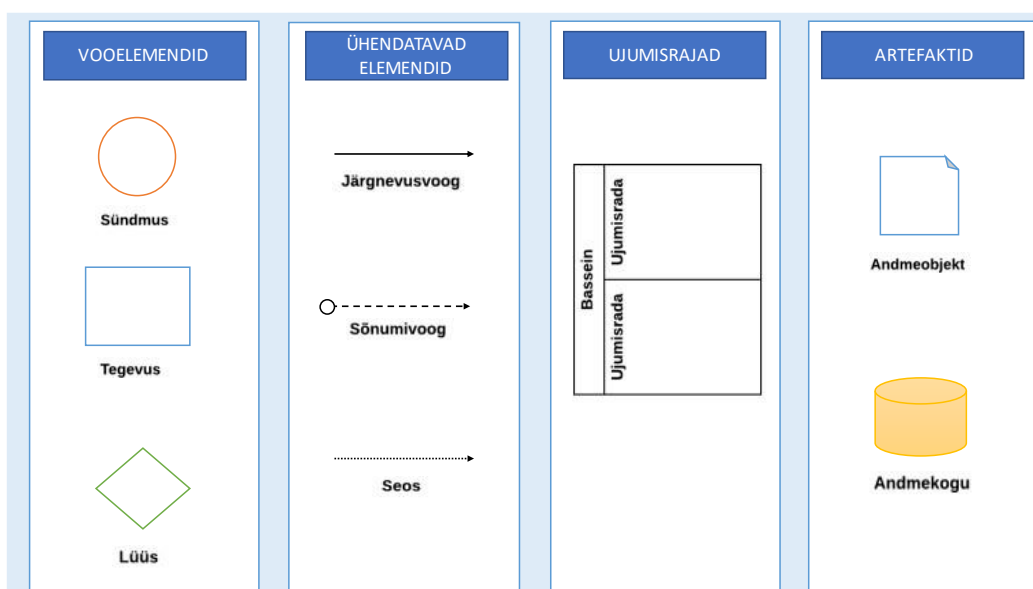 VOOELEMENDID
Sündmus
Tegevus
Lüüs
ÜHENDATAVAD
ELEMENDID
Järgnevusvoog
Sõnumivoog
Seos
UJUMISRAJAD
Bassein
Ujumisrada
Ujumisrada
ARTEFAKTID
Andmeobjekt
Andmekogu